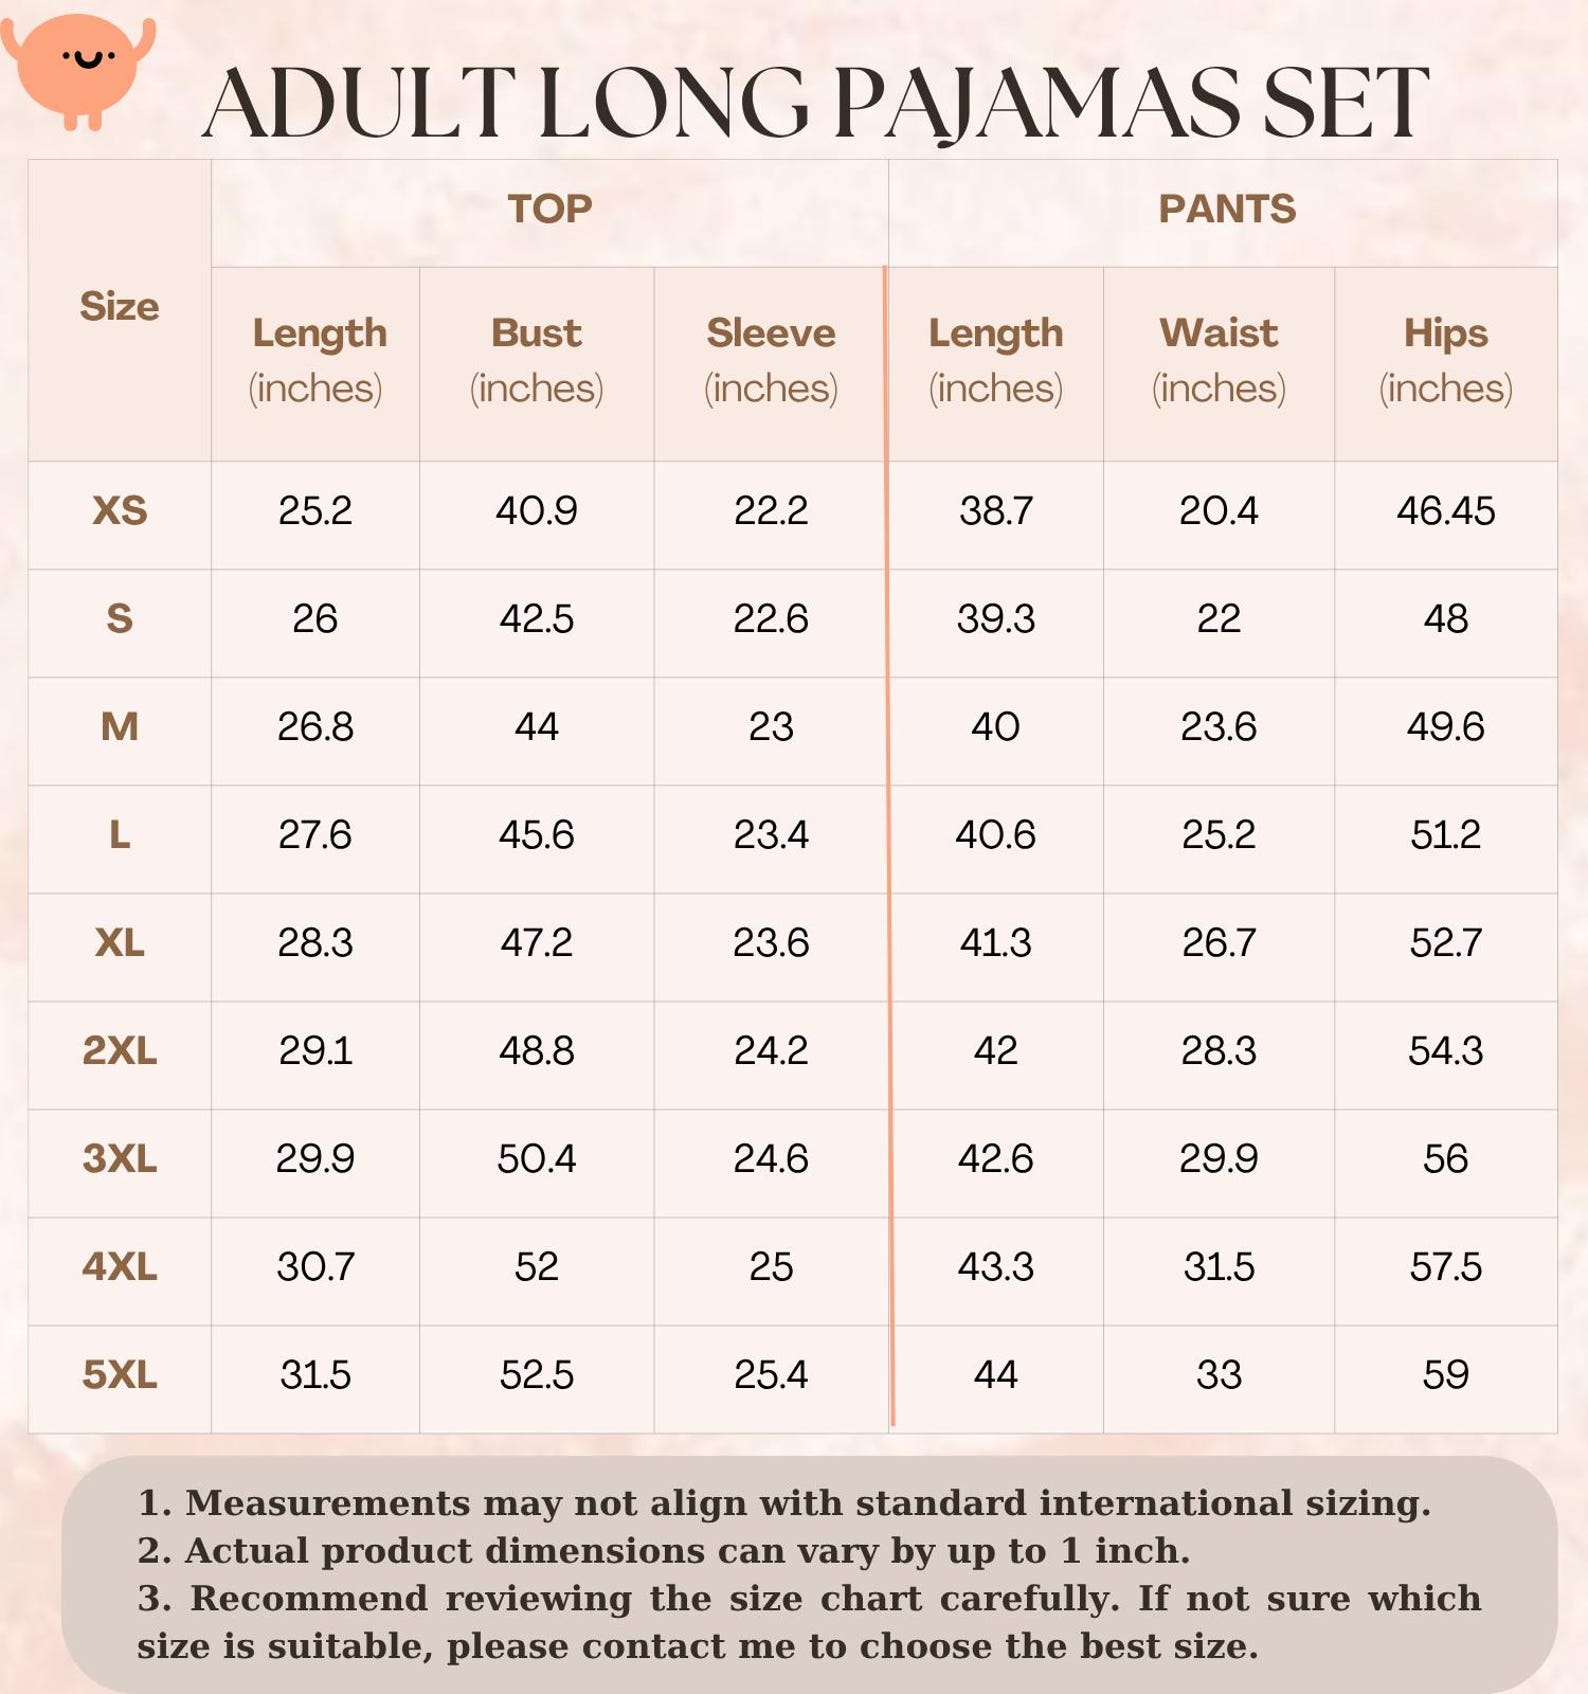 ADULT LONG PAJAMAS SET
TOP PANTS
Size
Length Bust Sleeve Length Waist Hips
(inches) (inches) (inches) (inches) (inches) (inches)
XS 25.2 40.9 22.2 38.7 20.4 46.45
S 26 42.5 22.6 39.3 22 48
M 26.8 44 23 40 23.6 49.6
L 27.6 45.6 23.4 40.6 25.2 51.2
XL 28.3 47.2 23.6 41.3 26.7 52.7
2XL 29.1 48.8 24.2 42 28.3 54.3
3XL 29.9 50.4 24.6 42.6 29.9 56
4XL 30.7 52 25 43.3 31.5 57.5
5XL 31.5 52.5 25.4 44 33 59
1. Measurements may not align with standard international sizing.
2. Actual product dimensions can vary by up to 1 inch.
3. Recommend reviewing the size chart carefully. If not sure which
size is suitable, please contact me to choose the best size.